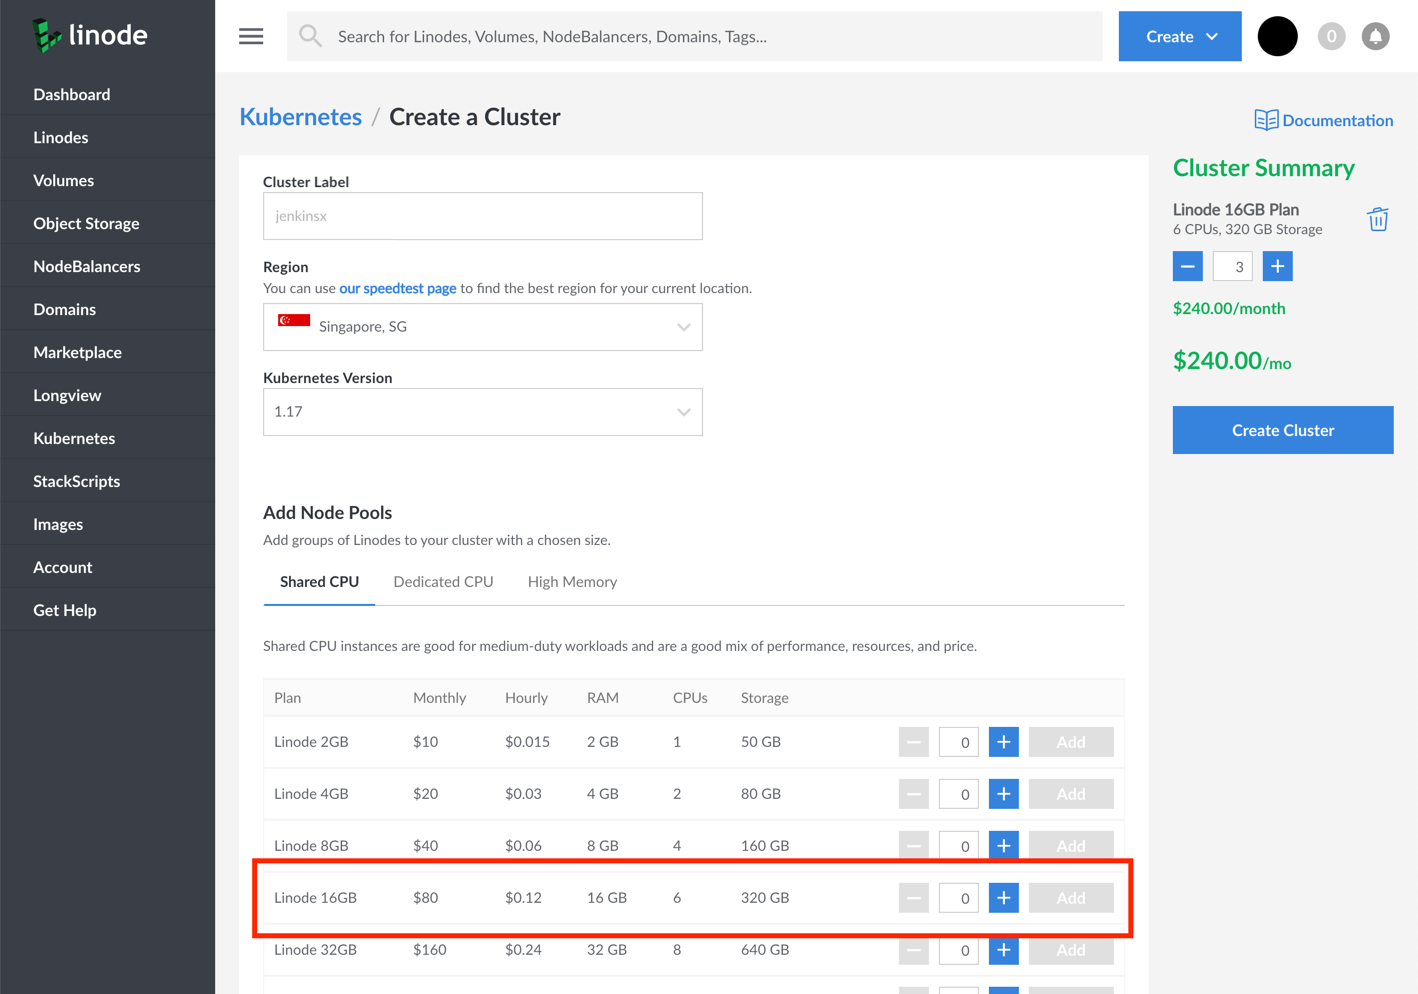 linode
Search for Linodes, Volumes, NodeBalancers, Domains, Tags...
Create
0
Dashboard
Linodes
Volumes
Object Storage
NodeBalancers
Domains
Marketplace
Longview
Kubernetes
StackScripts
Images
Account
Get Help
Kubernetes / Create a Cluster
Documentation
Cluster Label
jenkinsx
Region
You can use our speedtest page to find the best region for your current location.
Singapore, SG
Kubernetes Version
1.17
Add Node Pools
Add groups of Linodes to your cluster with a chosen size.
Shared CPU Dedicated CPU High Memory
Shared CPU instances are good for medium-duty workloads and are a good mix of performance, resources, and price.
Plan Monthly Hourly RAM CPUs Storage
Linode 2GB $10 $0.015 2 GB 1 50 GB 0 Add
Linode 4GB $20 $0.03 4 GB 2 80 GB 0 Add
Linode 8GB $40 $0.06 8 GB 4 160 GB 0 Add
Linode 16GB $80 $0.12 16 GB 6 320 GB 0 Add
Linode 32GB $160 $0.24 32 GB 8 640 GB 0 Add
Cluster Summary
Linode 16GB Plan
6 CPUs, 320 GB Storage
3
$240.00/month
$240.00/mo
Create Cluster